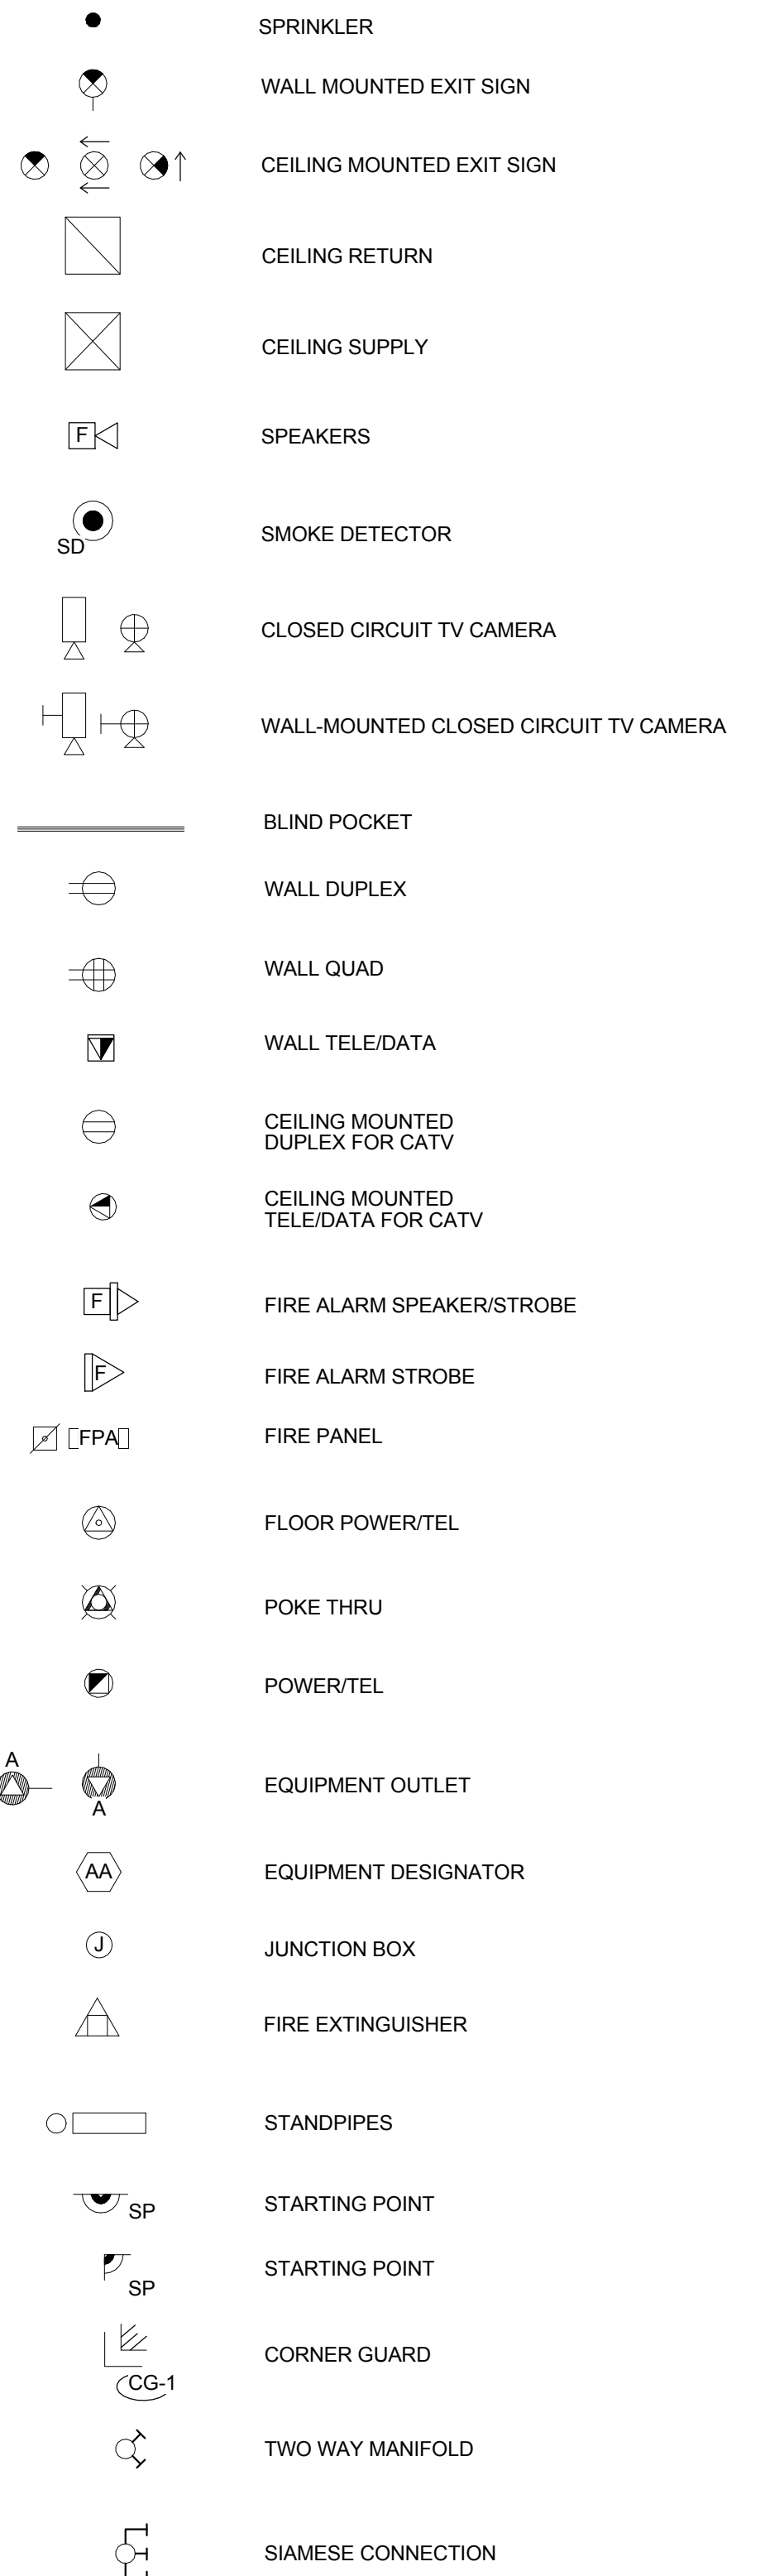 SPRINKLER
WALL MOUNTED EXIT SIGN
CEILING MOUNTED EXIT SIGN
CEILING RETURN
CEILING SUPPLY
F
SPEAKERS
SD
SMOKE DETECTOR
CLOSED CIRCUIT TV CAMERA
WALL-MOUNTED CLOSED CIRCUIT TV CAMERA
BLIND POCKET
WALL DUPLEX
WALL QUAD
WALL TELE/DATA
CEILING MOUNTED
DUPLEX FOR CATV
CEILING MOUNTED
TELE/DATA FOR CATV
F
FIRE ALARM SPEAKER/STROBE
F
FIRE ALARM STROBE
FPA
FIRE PANEL
FLOOR POWER/TEL
POKE THRU
POWER/TEL
A
A
EQUIPMENT OUTLET
AA
EQUIPMENT DESIGNATOR
J
JUNCTION BOX
FIRE EXTINGUISHER
STANDPIPES
SP
STARTING POINT
SP
STARTING POINT
CORNER GUARD
CG-1
TWO WAY MANIFOLD
SIAMESE CONNECTION